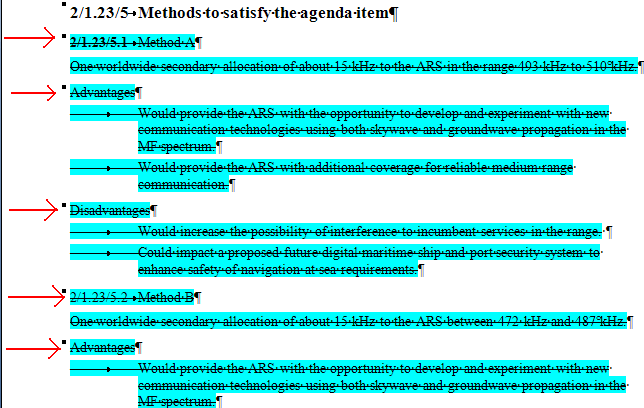 2/1.23/5 Methods to satisfy the agenda item
2/1.23/5.1 Method A
One worldwide secondary allocation of about 15 kHz to the ARS in the range 493 kHz to 510 kHz.
Advantages
Would provide the ARS with the opportunity to develop and experiment with new
communication technologies using both skywave and groundwave propagation in the
MF spectrum.
Would provide the ARS with additional coverage for reliable medium range
communication.
Disadvantages
Would increase the possibility of interference to incumbent services in the range.
Could impact a proposed future digital maritime ship and port security system to
enhance safety of navigation at sea requirements.
2/1.23/5.2 Method B
One worldwide secondary allocation of about 15 kHz to the ARS between 472 kHz and 487 kHz.
Advantages
Would provide the ARS with the opportunity to develop and experiment with new
communication technologies using both skywave and groundwave propagation in the
MF spectrum.